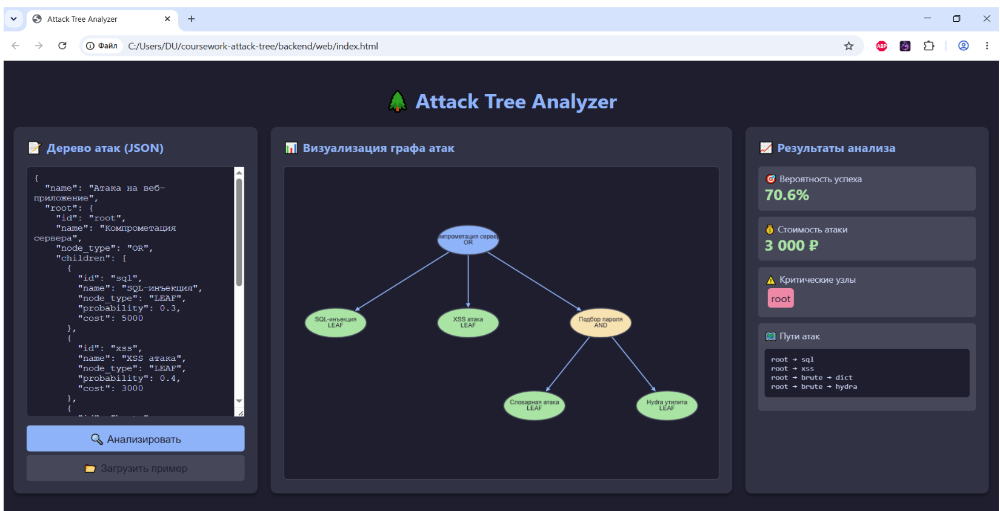 Attack Tree Analyzer
Файл
C:/Users/DU/coursework-attack-tree/backend/web/index.html
ABP
Attack Tree Analyzer
Дерево атак (JSON)
{
"name": "Атака на веб-
приложение",
"root": {
"id": "root",
"name": "Компрометация
сервера",
"node_type": "OR",
"children": [
{
"id": "sql",
"name": "SQL-инъекция",
"node_type": "LEAF",
"probability": 0.3,
"cost": 5000
},
{
"id": "xss",
"name": "XSS атака",
"node_type": "LEAF",
"probability": 0.4,
"cost": 3000
},
{
Анализировать
Загрузить пример
Визуализация графа атак
мпрометация сервер
OR
SQL-инъекция
LEAF
XSS атака
LEAF
Подбор пароля
AND
Словарная атака
LEAF
Hydra утилита
LEAF
Результаты анализа
Вероятность успеха
70.6%
Стоимость атаки
3 000 ₽
Критические узлы
root
Пути атак
root → sql
root → xss
root → brute → dict
root → brute → hydra